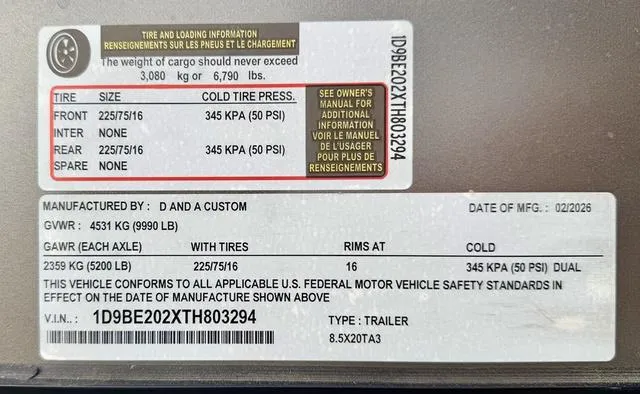 TIRE AND LOADING INFORMATION
RENSEIGNEMENTS SUR LES PNEUS ET LE CHARGEMENT
The weight of cargo should never exceed
3,080 kg or 6,790 lbs.
TIRE SIZE COLD TIRE PRESS.
FRONT 225/75/16 345 KPA (50 PSI)
INTER NONE
REAR 225/75/16 345 KPA (50 PSI)
SPARE NONE
SEE OWNER'S
MANUAL FOR
ADDITIONAL
INFORMATION
VOIR LE MANUEL
DE L'USAGER
POUR PLUS DE
RENSEIGNEMENTS
1D9BE202XTH803294
MANUFACTURED BY : D AND A CUSTOM DATE OF MFG. : 02/2026
GVWR : 4531 KG (9990 LB)
GAWR (EACH AXLE) WITH TIRES RIMS AT COLD
2359 KG (5200 LB) 225/75/16 16 345 KPA (50 PSI) DUAL
THIS VEHICLE CONFORMS TO ALL APPLICABLE U.S. FEDERAL MOTOR VEHICLE SAFETY STANDARDS IN
EFFECT ON THE DATE OF MANUFACTURE SHOWN ABOVE
V.I.N.. : 1D9BE202XTH803294 TYPE : TRAILER
8.5X20TA3